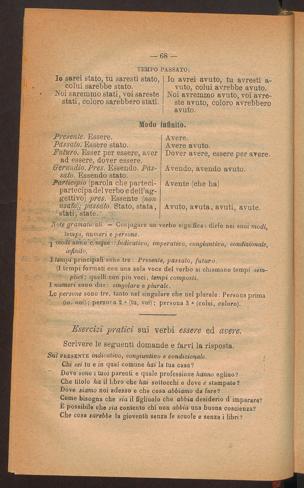 — 68 —
TEMPO PASSATO.
Io sarei stato, tu saresti stato, colui sarebbe stato.
Noi saremmo stati, voi sareste stati, coloro sarebbero stati.
Io avrei avuto, tu avresti avuto, colui avrebbe avuto.
Noi avremmo avuto, voi avreste avuto, coloro avrebbero avuto.
Modo infinito.
Presente. Essere.
Avere.
Passato. Essere stato.
Avere avuto.
Futuro. Esser per essere, aver ad essere, dover essere.
Dover avere, essere per avere.
Gerundio. Pres. Essendo. Passato. Essendo stato.
Avendo, avendo avuto.
Participio (parola che parteci-
participa del verbo e dell'aggettivo) pres. Essente (non usato); passato. Stato, stata, stati, state.
Avente (che ha)
Avuto, avuta, avuti, avute.
Note gramaticali. — Coniugare un verbo significa: dirlo nei suoi modi, tempi, numeri e persone.
I modi sono cinque: Indicativo, imperativo, congiuntivo, condizionale, infinito.
I tempi principali sono tre: Presente, passato, futuro.
(I tempi formati con una sola voce del verbo si chiamano tempi semplici; quelli con più voci, tempi composti.
I numeri sono due: singolare e plurale.
Le persone sono tre, tanto nel singolare che nel plurale: Persona prima (io, noi); persona 2.a (tu, voi); persona 3.a (colui, coloro).
Esercizi pratici sui verbi essere ed avere.
Scrivere le seguenti domande e farvi la risposta.
Sul PRESENTE indicativo, congiuntivo e condizionale.
Chi sei tu e in qual comune hai la tua casa?
Dove sono i tuoi parenti e quale professione hanno eglino?
Che titolo ha il libro che hai sottocchi e dove è stampato?
Dove siamo noi adesso e che cosa abbiamo da fare?
Come bisogna che sia il figliuolo che abbia desiderio d'imparare?
È possibile che sia contento chi non abbia una buona coscienza?
Che cosa sarebbe la gioventù senza le scuole e senza i libri?